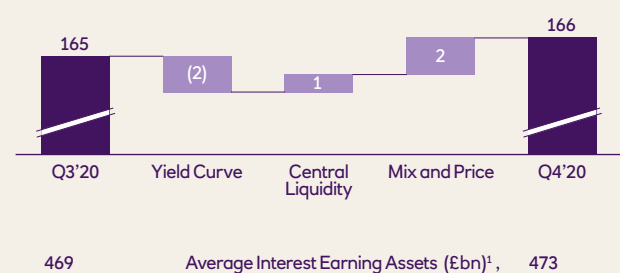 166
165
(2)
1
2
Q3'20
Yield Curve
Central
Liquidity
Mix and Price
Q4'20
469
Average Interest Earning Assets (£bn)¹ ,
473